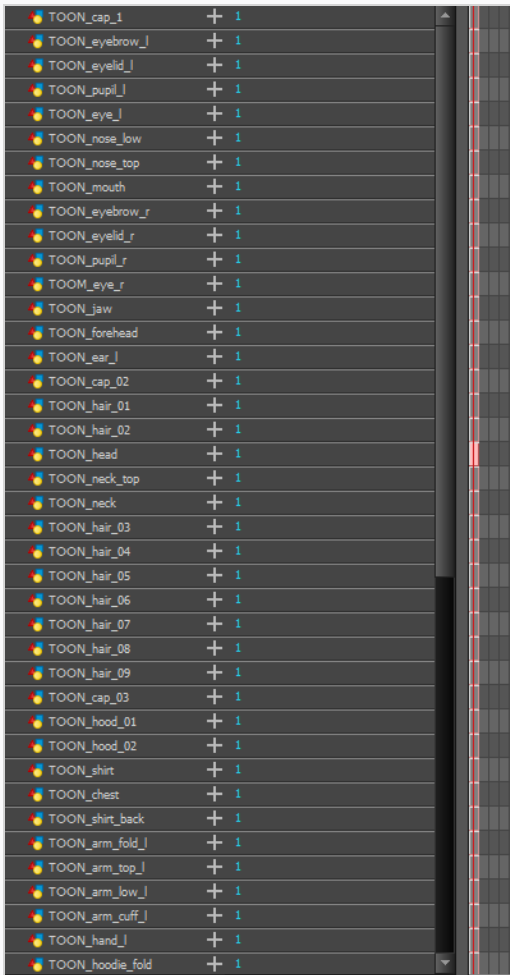 TOON_cap_1 1
TOON_eyebrow_l 1
TOON_eyelid_l 1
TOON_pupil_l 1
TOON_eye_l 1
TOON_nose_low 1
TOON_nose_top 1
TOON_mouth 1
TOON_eyebrow_r 1
TOON_eyelid_r 1
TOON_pupil_r 1
TOOM_eye_r 1
TOON_jaw 1
TOON_forehead 1
TOON_ear_l 1
TOON_cap_02 1
TOON_hair_01 1
TOON_hair_02 1
TOON_head 1
TOON_neck_top 1
TOON_neck 1
TOON_hair_03 1
TOON_hair_04 1
TOON_hair_05 1
TOON_hair_06 1
TOON_hair_07 1
TOON_hair_08 1
TOON_hair_09 1
TOON_cap_03 1
TOON_hood_01 1
TOON_hood_02 1
TOON_shirt 1
TOON_chest 1
TOON_shirt_back 1
TOON_arm_fold_l 1
TOON_arm_top_l 1
TOON_arm_low_l 1
TOON_arm_cuff_l 1
TOON_hand_l 1
TOON_hoodie_fold 1